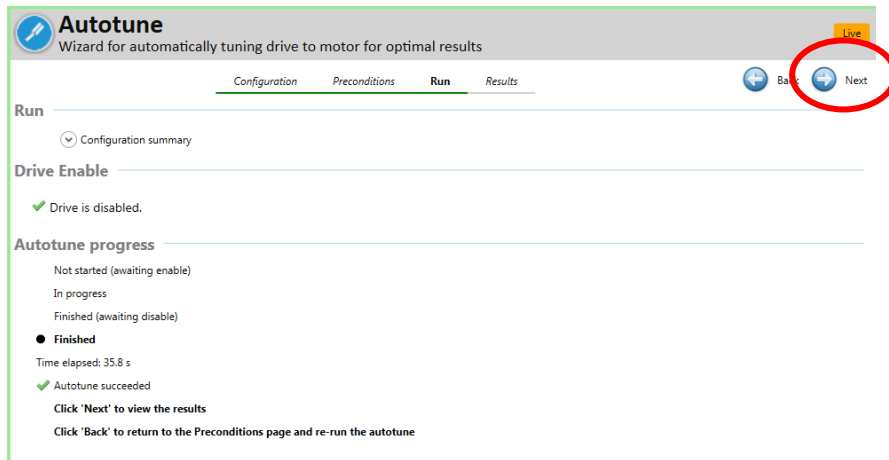 Autotune
Wizard for automatically tuning drive to motor for optimal results
Live
Configuration Preconditions Run Results
Back Next
Run
Configuration summary
Drive Enable
Drive is disabled.
Autotune progress
Not started (awaiting enable)
In progress
Finished (awaiting disable)
Finished
Time elapsed: 35.8 s
Autotune succeeded
Click 'Next' to view the results
Click 'Back' to return to the Preconditions page and re-run the autotune